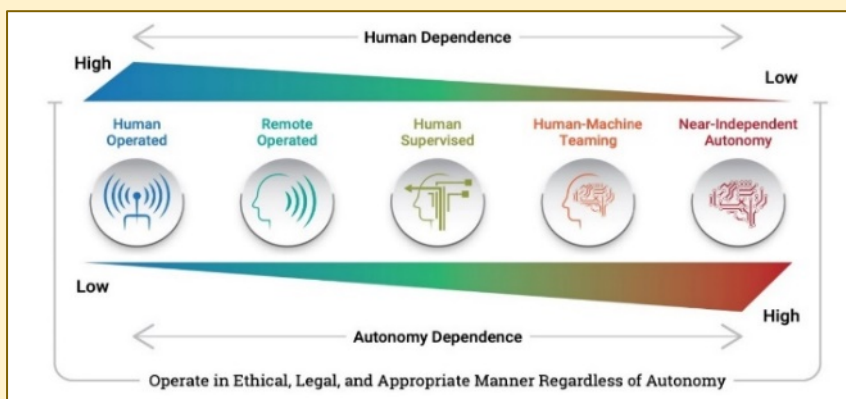 Human Dependence
High
Low
Human
Operated
Remote
Operated
Human
Supervised
Human-Machine
Teaming
Near-Independent
Autonomy
Low
High
Autonomy Dependence
Operate in Ethical, Legal, and Appropriate Manner Regardless of Autonomy